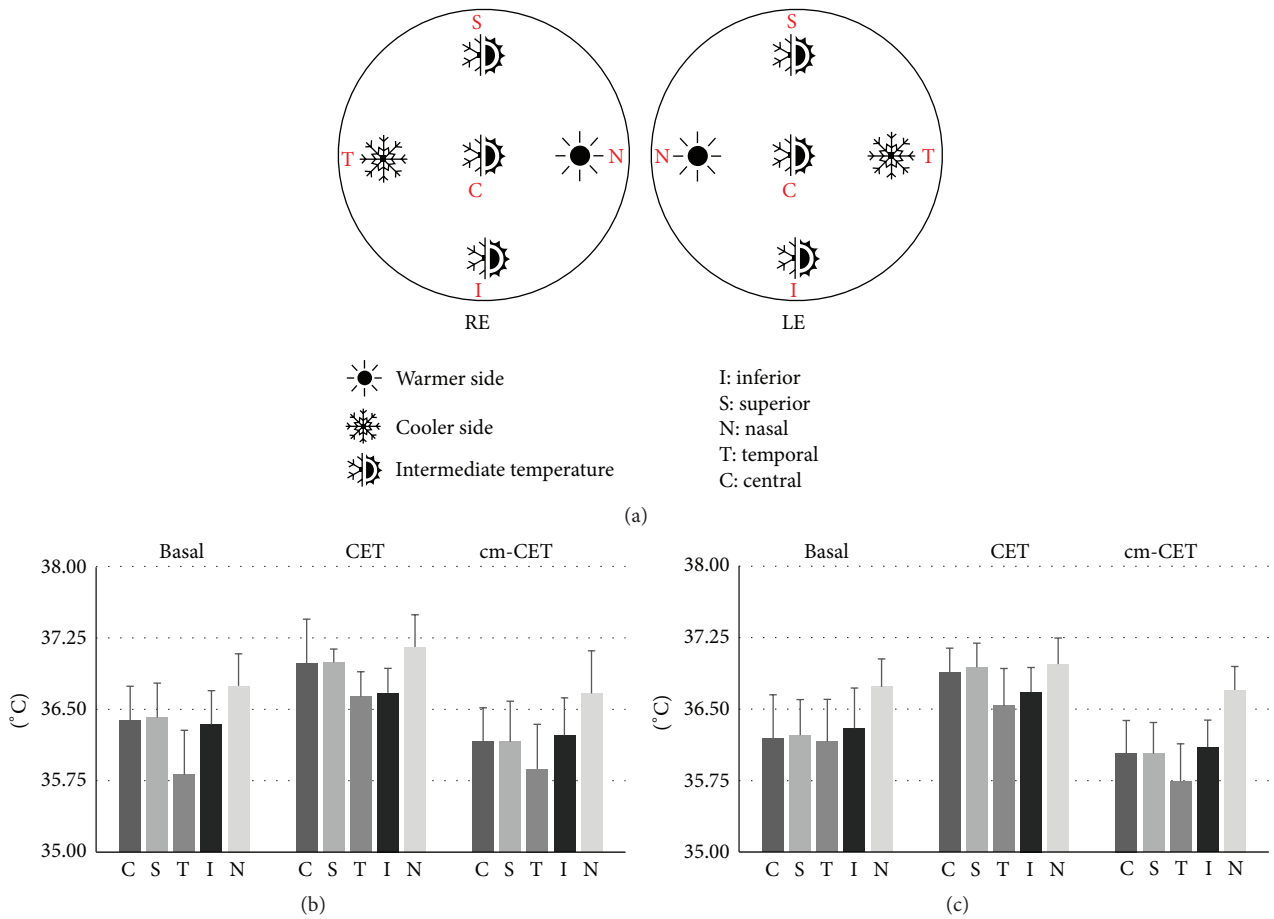 S
S
T
N
N
T
C
C
I
I
RE
LE
Warmer side
Cooler side
Intermediate temperature
I: inferior
S: superior
N: nasal
T: temporal
C: central
(a)
Basal CET cm-CET
38.00
37.25
36.50
35.75
35.00
(°C)
C S T I N C S T I N C S T I N
(b)
Basal CET cm-CET
38.00
37.25
36.50
35.75
35.00
(°C)
C S T I N C S T I N C S T I N
(c)